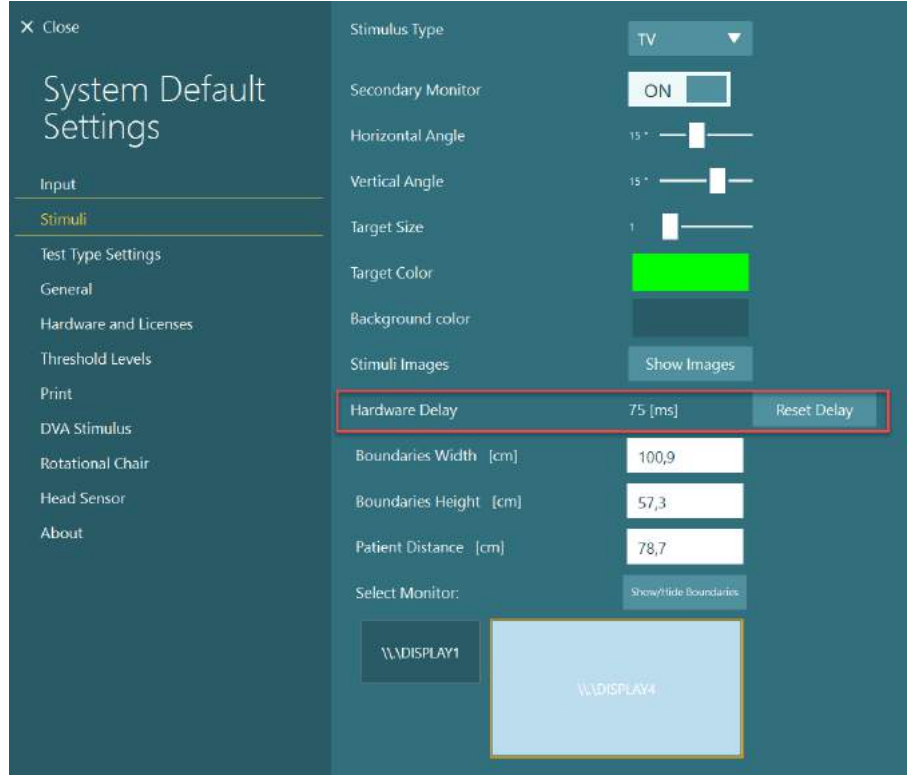 × Close
System Default
Settings
Input
Stimuli
Test Type Settings
General
Hardware and Licenses
Threshold Levels
Print
DVA Stimulus
Rotational Chair
Head Sensor
About
Stimulus Type TV
Secondary Monitor ON
Horizontal Angle 15 °
Vertical Angle 15 °
Target Size 1
Target Color
Background color
Stimuli Images Show Images
Hardware Delay 75 [ms] Reset Delay
Boundaries Width [cm] 100,9
Boundaries Height [cm] 57,3
Patient Distance [cm] 78,7
Select Monitor: Show/Hide Boundaries
\\.\DISPLAY1
\\.\DISPLAY4